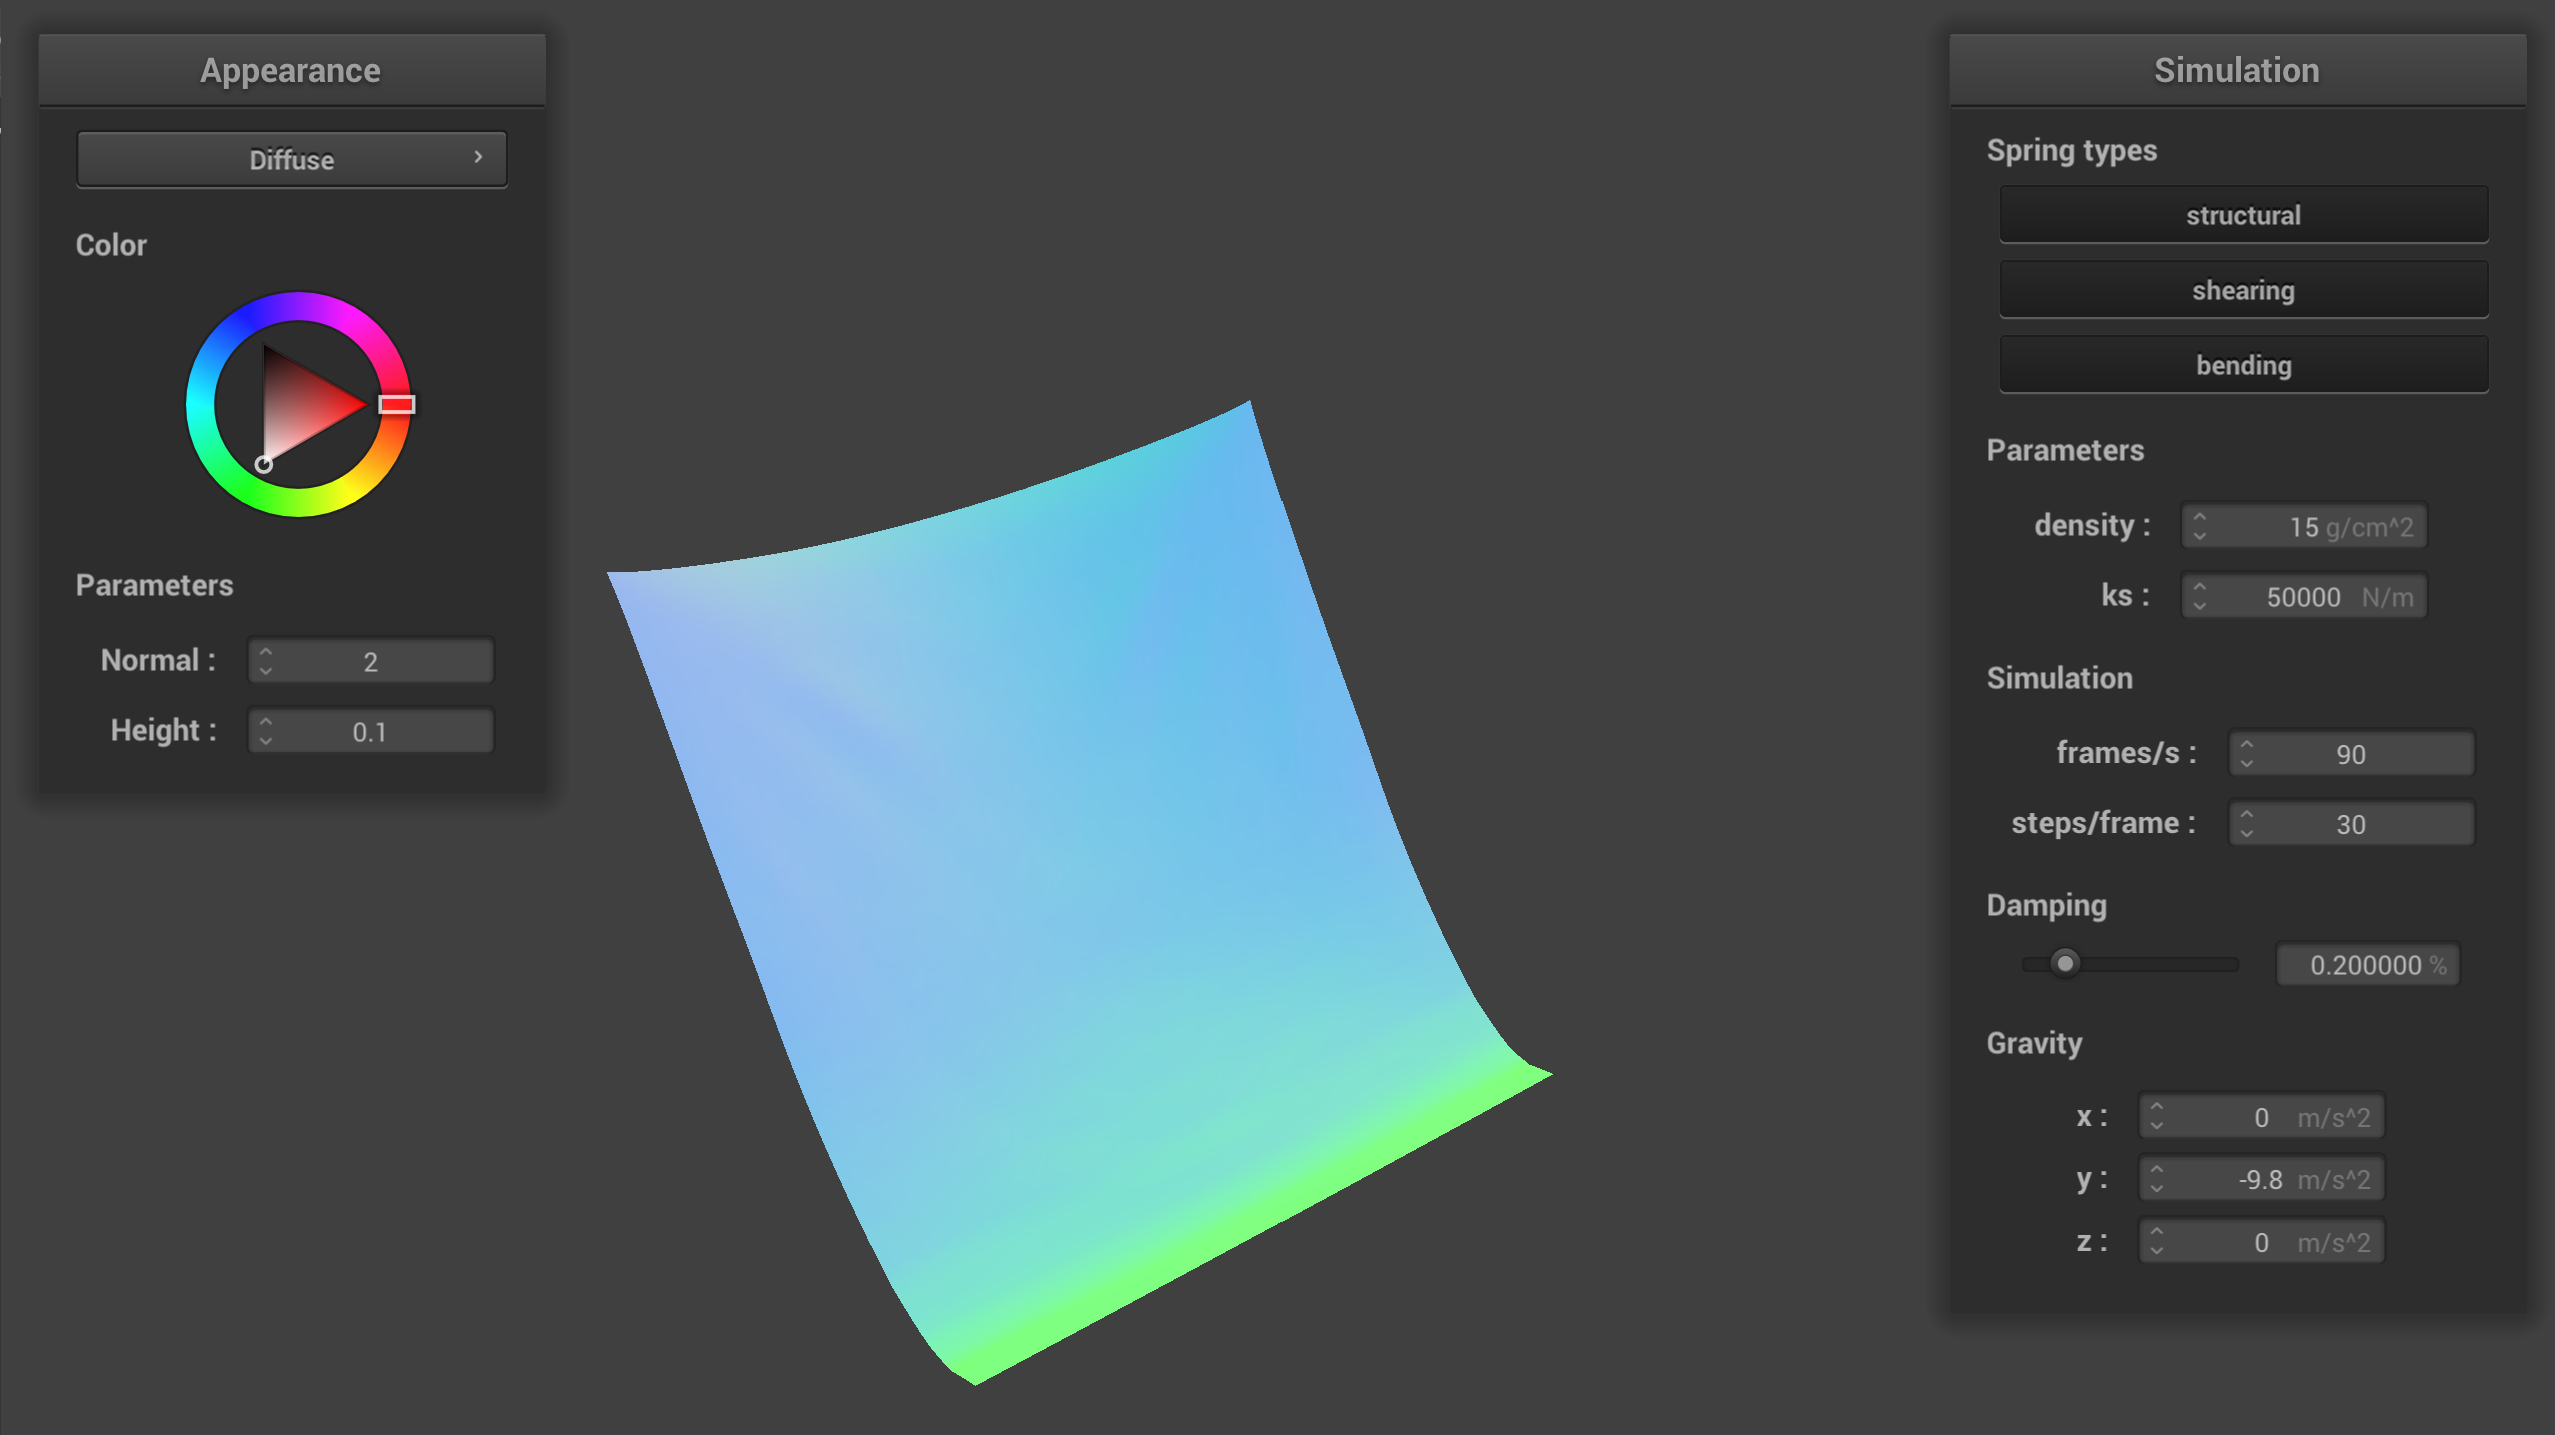 Appearance
Diffuse
Color
Parameters
Normal : 2
Height : 0.1
Simulation
Spring types
structural
shearing
bending
Parameters
density : 15 g/cm^2
ks : 50000 N/m
Simulation
frames/s : 90
steps/frame : 30
Damping
0.200000 %
Gravity
x : 0 m/s^2
y : -9.8 m/s^2
z : 0 m/s^2